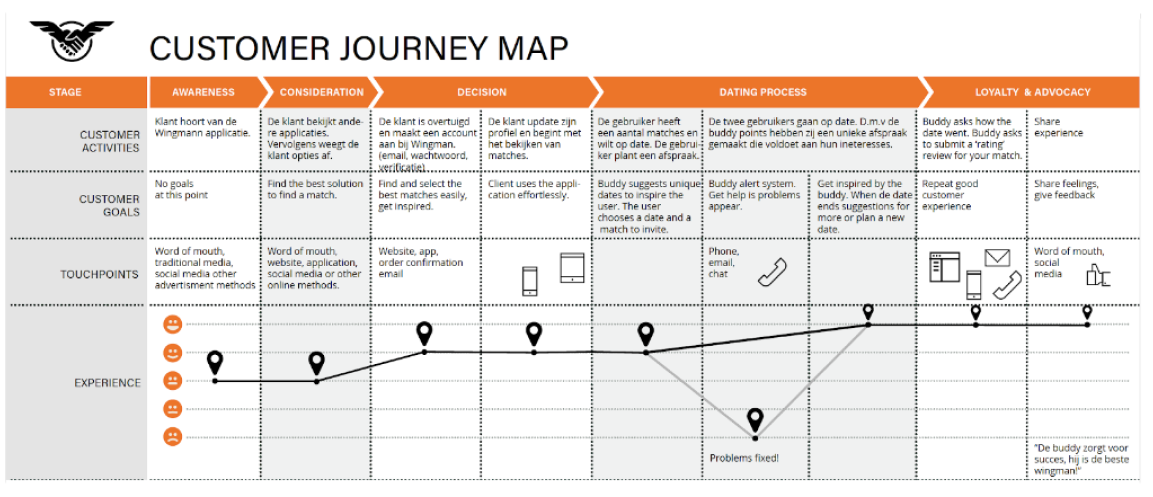 CUSTOMER JOURNEY MAP
STAGE
AWARENESS
CONSIDERATION
DECISION
DATING PROCESS
LOYALTY & ADVOCACY
CUSTOMER
ACTIVITIES
Klant hoort van de
Wingmann applicatie.
De klant bekijkt ande-
re applicaties.
Vervolgens weegt de
klant opties af.
De klant is overtuigd
en maakt een account
aan bij Wingman.
(email, wachtwoord,
verificatie)
De klant update zijn
profiel en begint met
het bekijken van
matches.
De gebruiker heeft
een aantal matches en
wilt op date. De gebrui-
ker plant een afspraak.
De twee gebruikers gaan op date. D.m.v de
buddy points hebben zij een unieke afspraak
gemaakt die voldoet aan hun ineteresses.
Buddy asks how the
date went. Buddy asks
to submit a 'rating'
review for your match.
Share
experience
CUSTOMER
GOALS
No goals
at this point
Find the best solution
to find a match.
Find and select the
best matches easily,
get inspired.
Client uses the appli-
cation effortlessly.
Buddy suggests unique
dates to inspire the
user. The user
chooses a date and a
match to invite.
Buddy alert system.
Get help is problems
appear.
Get inspired by the
buddy. When de date
ends suggestions for
more or plan a new
date.
Repeat good
customer
experience
Share feelings,
give feedback
TOUCHPOINTS
Word of mouth,
traditional media,
social media other
advertisment methods
Word of mouth,
website, application,
social media or other
online methods.
Website, app,
order confirmation
email
Phone,
email,
chat
Word of mouth,
social
media
EXPERIENCE
Problems fixed!
"De buddy zorgt voor
succes, hij is de beste
wingman!"